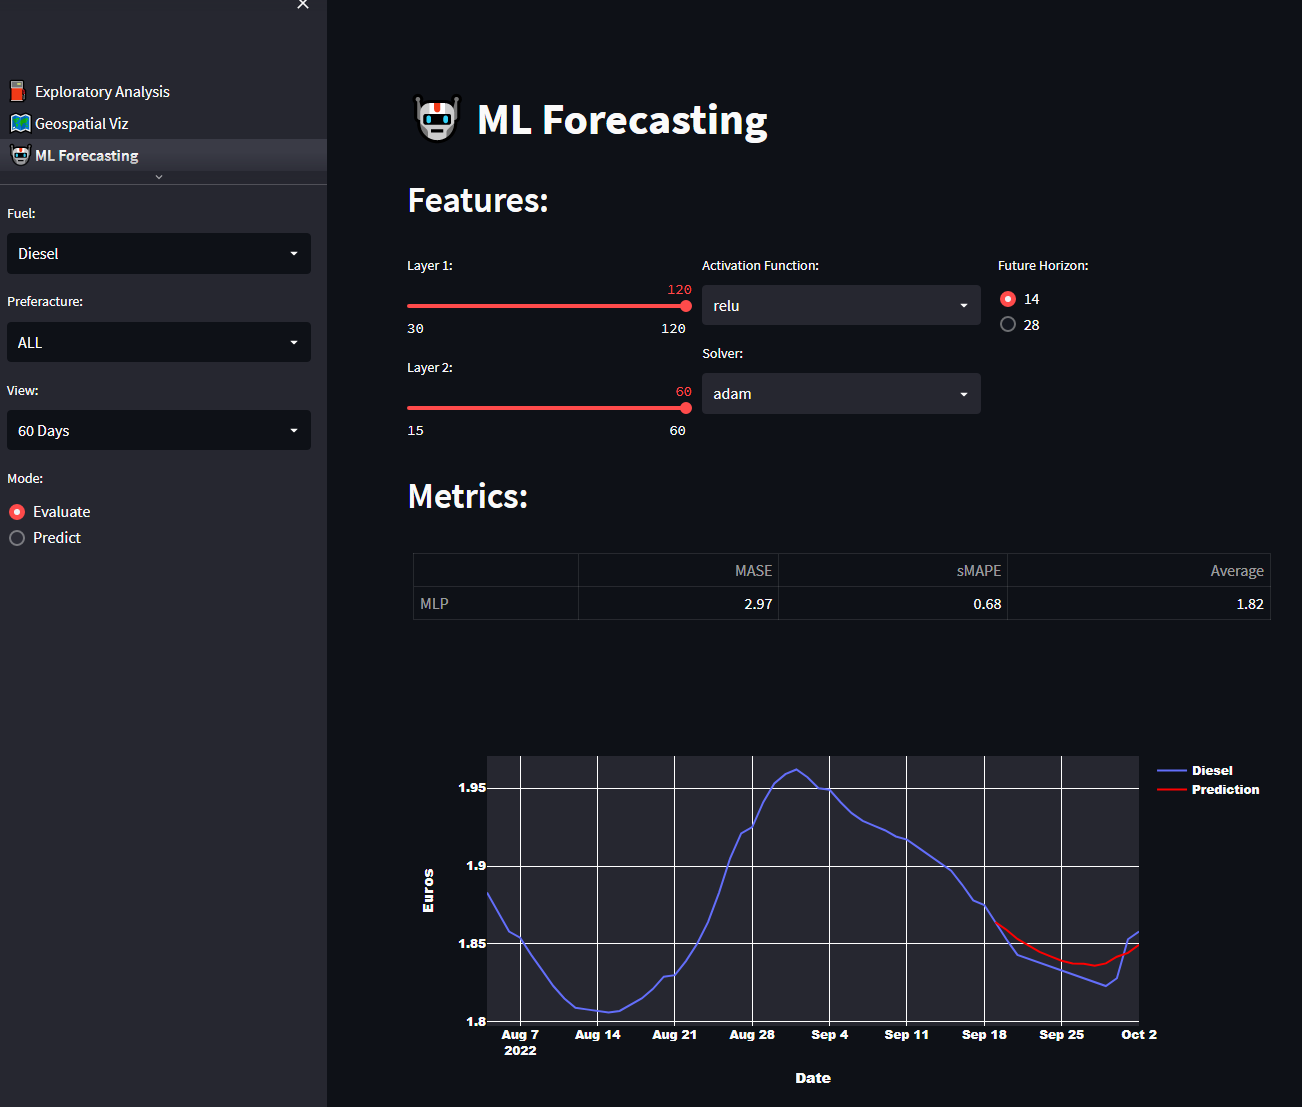 Exploratory Analysis
Geospatial Viz
ML Forecasting
Fuel:
Diesel
Preferacture:
ALL
View:
60 Days
Mode:
Evaluate
Predict
ML Forecasting
Features:
Layer 1:
120
30 120
Layer 2:
60
15 60
Activation Function:
relu
Solver:
adam
Future Horizon:
14
28
Metrics:
MASE sMAPE Average
MLP 2.97 0.68 1.82
Diesel
Prediction
1.95
1.9
1.85
1.8
Euros
Aug 7 Aug 14 Aug 21 Aug 28 Sep 4 Sep 11 Sep 18 Sep 25 Oct 2
2022
Date